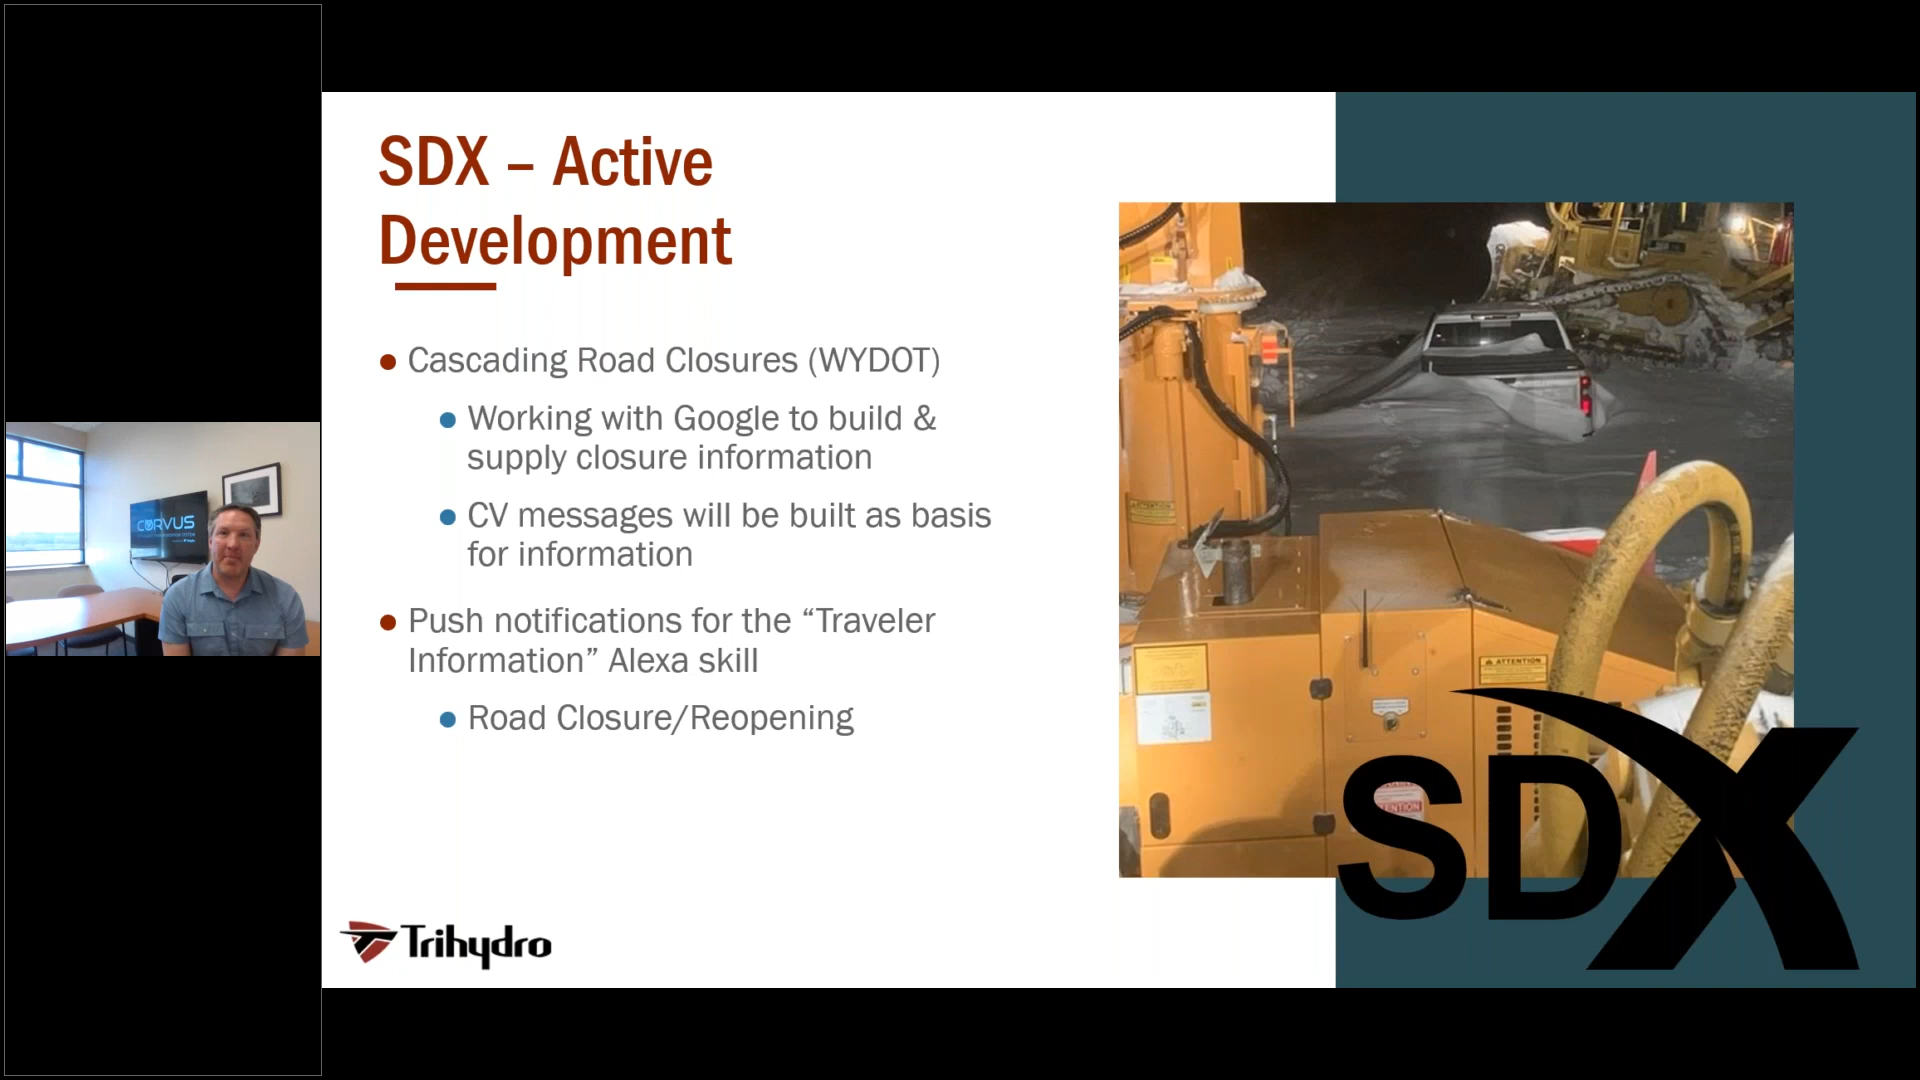 SDX – Active
Development
Cascading Road Closures (WYDOT)
Working with Google to build &
supply closure information
CV messages will be built as basis
for information
Push notifications for the “Traveler
Information” Alexa skill
Road Closure/Reopening
Trihydro
CORVUS
ATTENTION
SDX